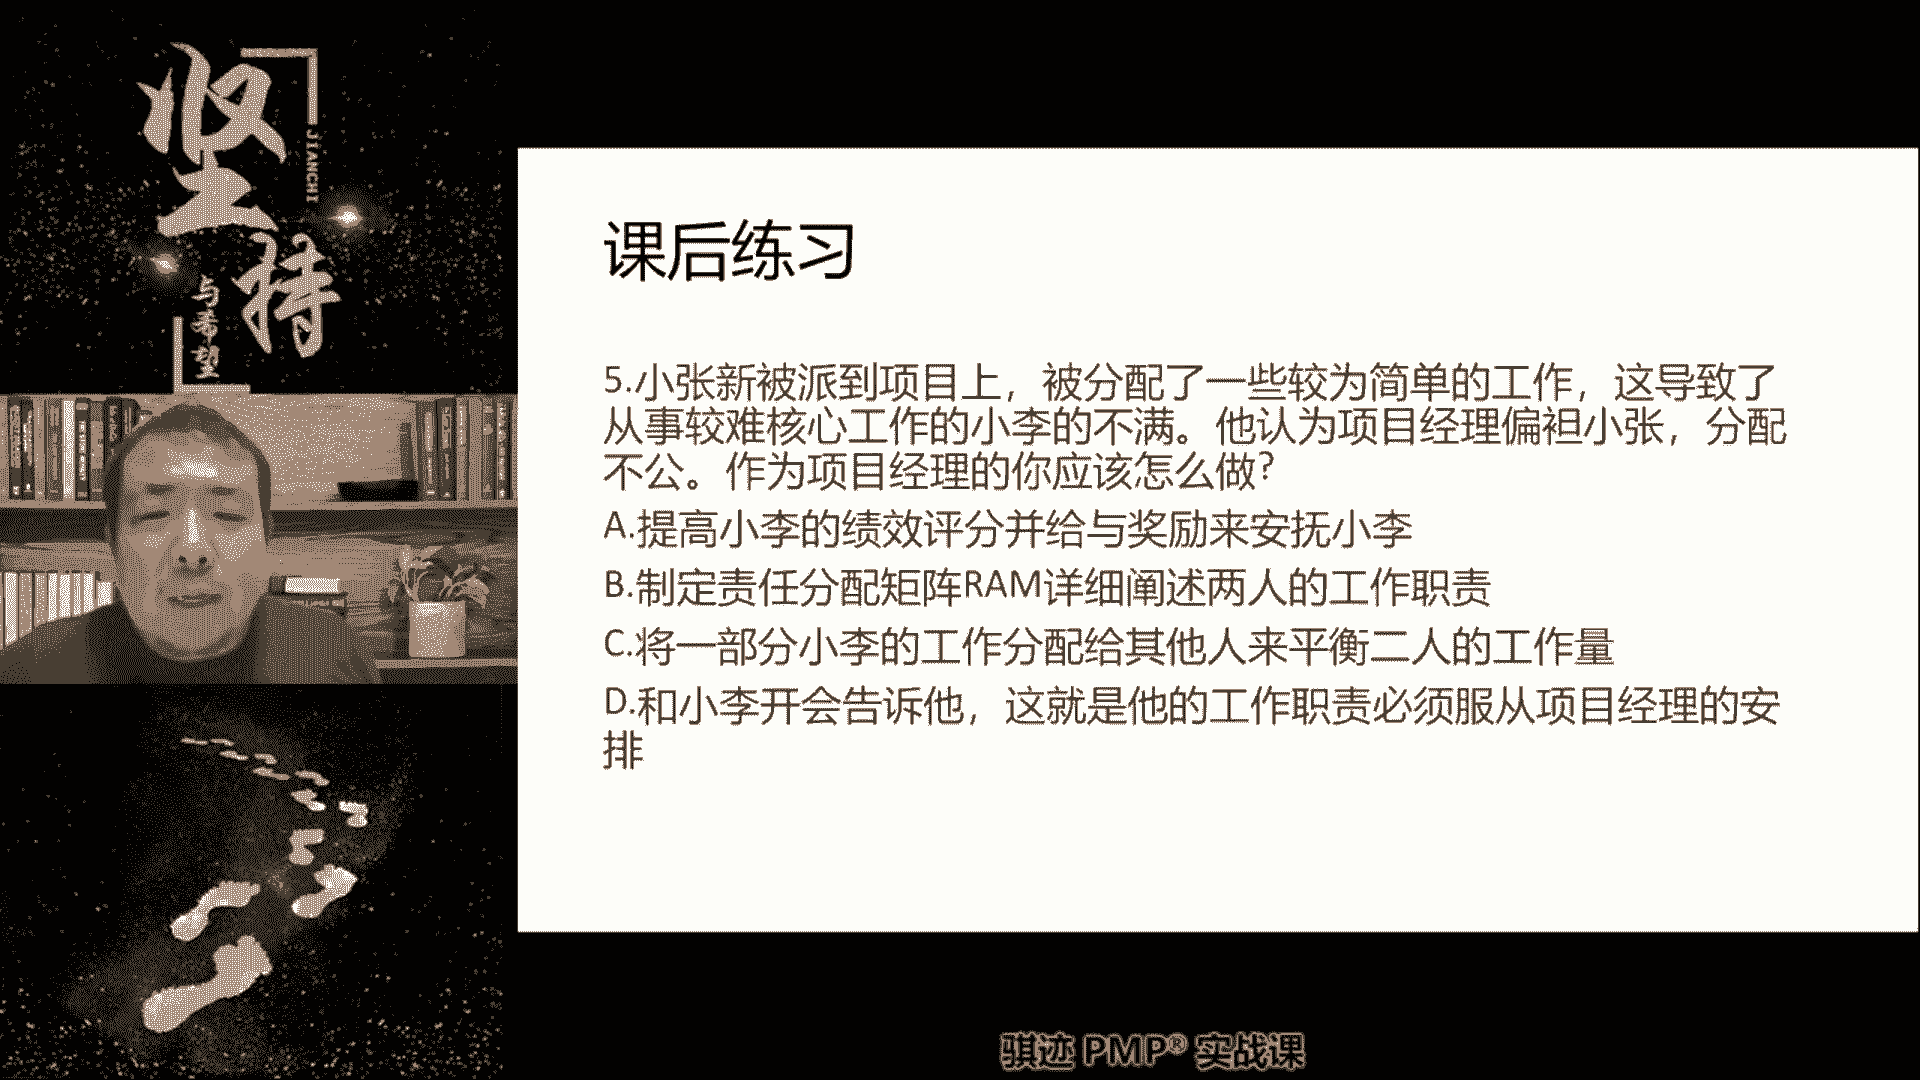 坚持
JIANCHI
与希望
课后练习
5.小张新被派到项目上，被分配了一些较为简单的工作，这导致了
从事较难核心工作的小李的不满。他认为项目经理偏袒小张，分配
不公。作为项目经理的你应该怎么做?
A.提高小李的绩效评分并给与奖励来安抚小李
B.制定责任分配矩阵RAM详细阐述两人的工作职责
C.将一部分小李的工作分配给其他人来平衡二人的工作量
D.和小李开会告诉他，这就是他的工作职责必须服从项目经理的安
排
骐迹 PMP® 实战课